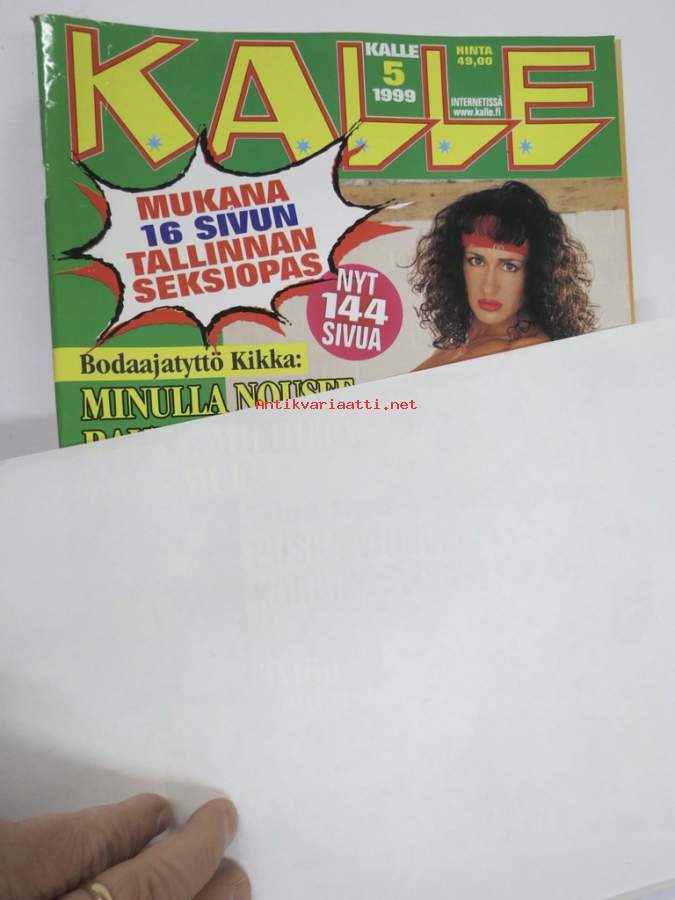 KALLE
KALLE
5
1999
HINTA
49,00
INTERNETISSÄ
www.kalle.fi
MUKANA
16 SIVUN
TALLINNAN
SEKSIOPAS
NYT
144
SIVUA
Bodaajatyttö Kikka:
MINULLA NOUSEE
Antikvariaatti.net